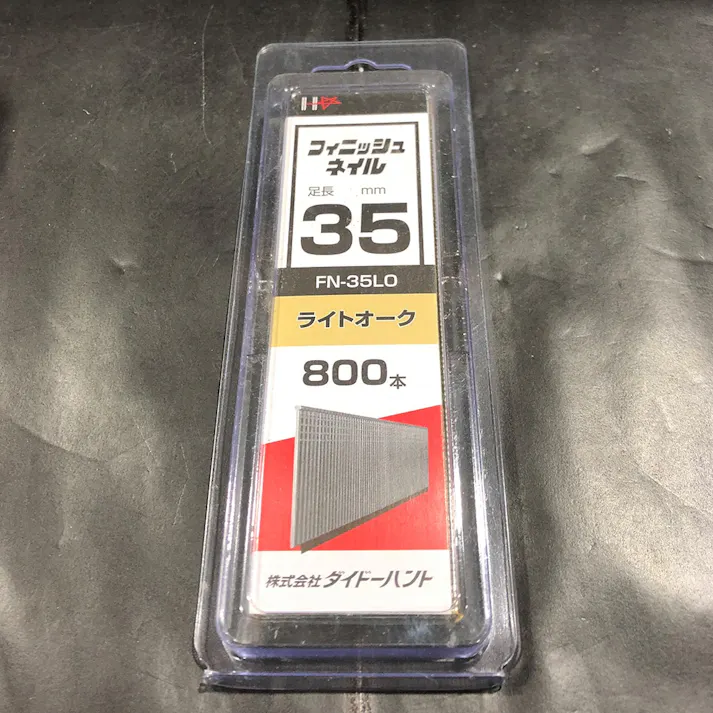 フィニッシュ
ネイル
足長 mm
35
FN-35LO
ライトオーク
800本
株式会社 ダイドーハント